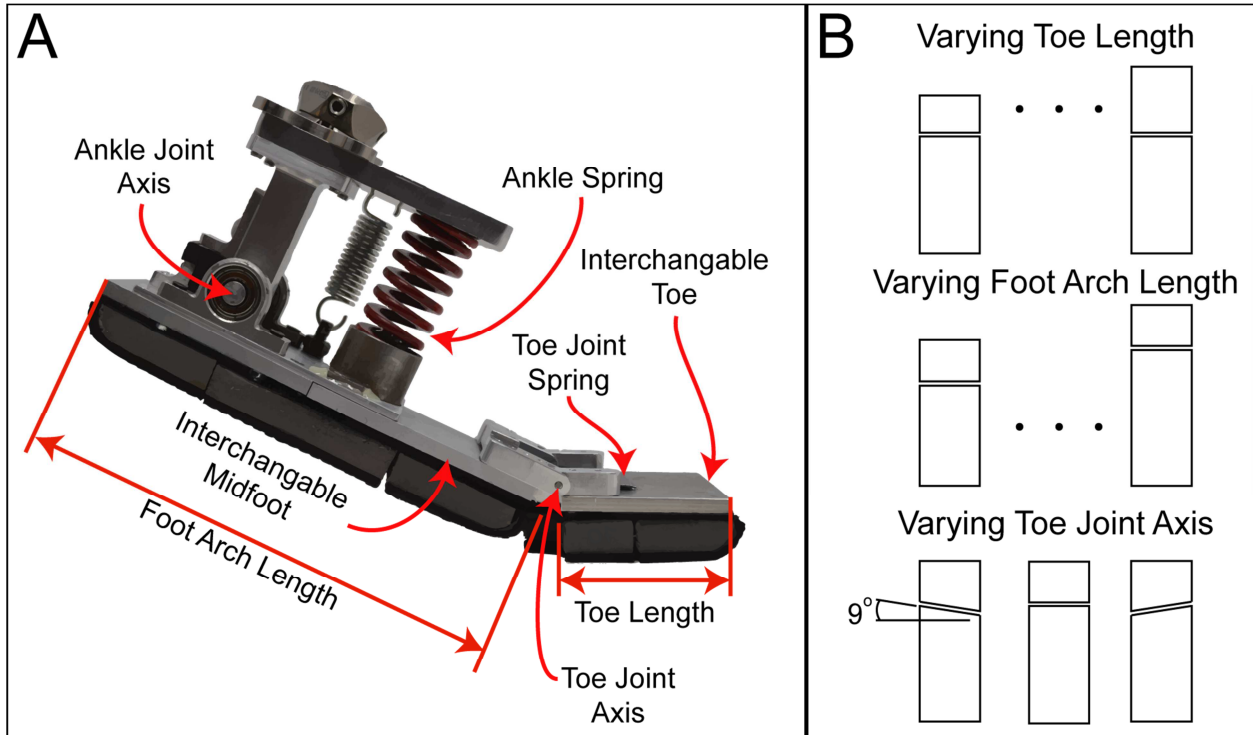 A
Ankle Joint
Axis
Ankle Spring
Interchangable
Toe
Toe Joint
Spring
Interchangable
Midfoot
Foot Arch Length
Toe Length
Toe Joint
Axis
B
Varying Toe Length
Varying Foot Arch Length
Varying Toe Joint Axis
9°